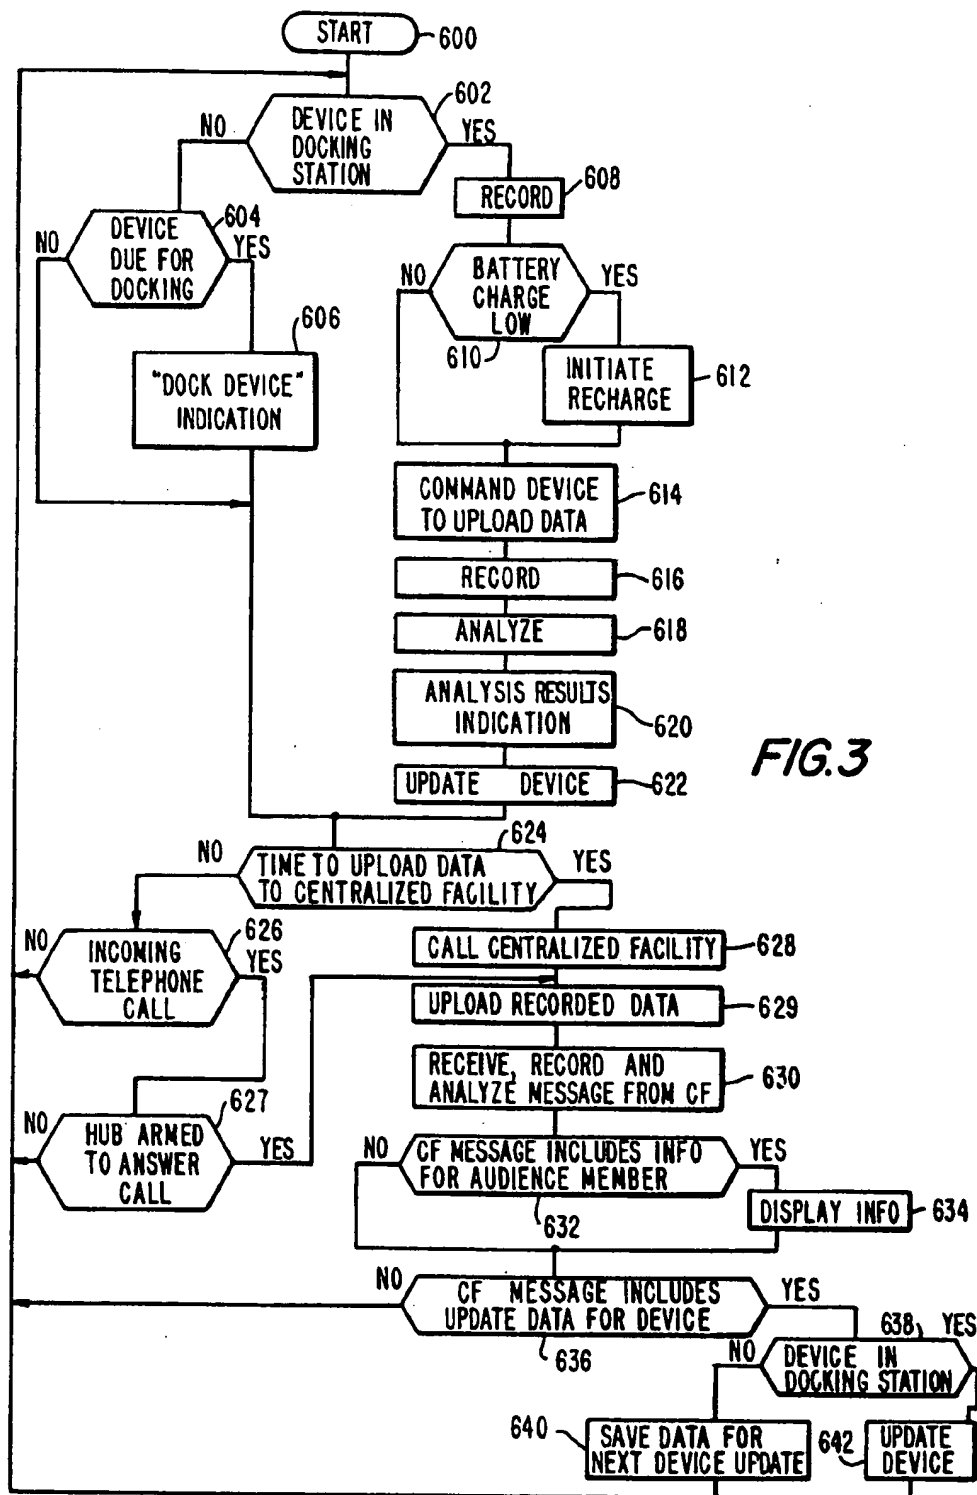 START
600
602
DEVICE IN
DOCKING
STATION
NO
YES
608
RECORD
604
DEVICE
DUE FOR
DOCKING
NO
YES
BATTERY
CHARGE
LOW
NO
YES
610
606
"DOCK DEVICE"
INDICATION
INITIATE
RECHARGE
612
COMMAND DEVICE
TO UPLOAD DATA
614
RECORD
616
ANALYZE
618
ANALYSIS RESULTS
INDICATION
620
FIG.3
UPDATE DEVICE
622
624
NO
TIME TO UPLOAD DATA
TO CENTRALIZED FACILITY
YES
626
NO
INCOMING
TELEPHONE
CALL
YES
CALL CENTRALIZED FACILITY
628
UPLOAD RECORDED DATA
629
RECEIVE, RECORD AND
ANALYZE MESSAGE FROM CF
630
627
NO
HUB ARMED
TO ANSWER
CALL
YES
NO
CF MESSAGE INCLUDES INFO
FOR AUDIENCE MEMBER
YES
632
DISPLAY INFO
634
NO
CF MESSAGE INCLUDES
UPDATE DATA FOR DEVICE
YES
636
638
YES
NO
DEVICE IN
DOCKING STATION
640
SAVE DATA FOR
NEXT DEVICE UPDATE
642
UPDATE
DEVICE